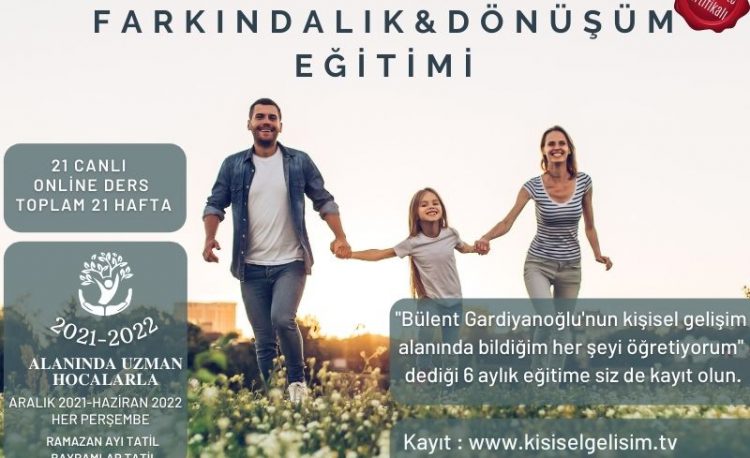 FARKINDALIK&DÖNÜŞÜM
EĞİTİMİ
21 CANLI
ONLINE DERS
TOPLAM 21 HAFTA
2021-2022
ALANINDA UZMAN
HOCALARLA
ARALIK 2021-HAZİRAN 2022
HER PERŞEMBE
RAMAZAN AYI TATİL
BAYRAMLAR TATİL
"Bülent Gardiyanoğlu'nun kişisel gelişim
alanında bildiğim her şeyi öğretiyorum"
dediği 6 aylık eğitime siz de kayıt olun.
Kayıt : www.kisiselgelisim.tv